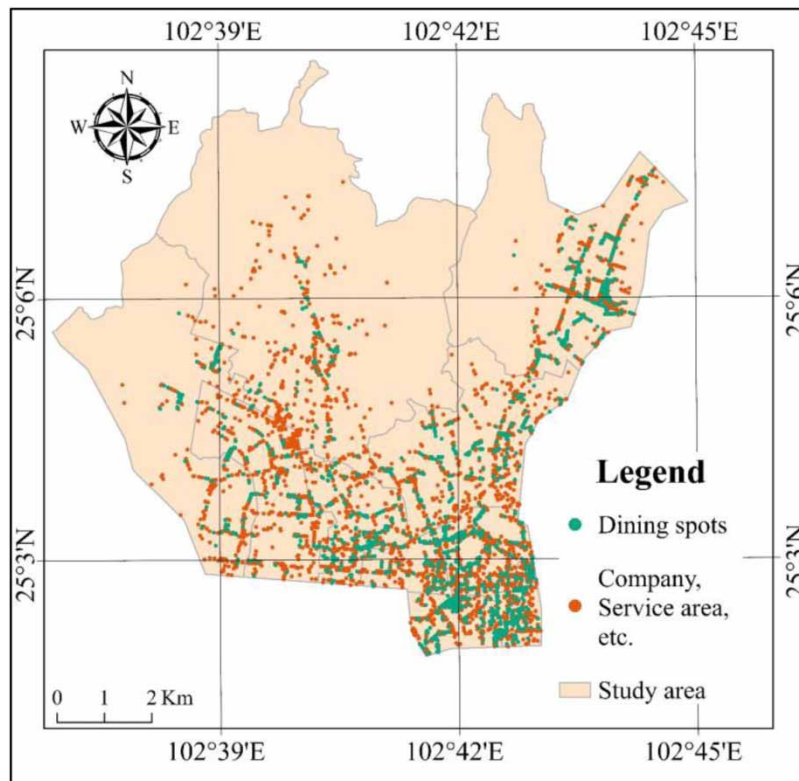 102°39'E 102°42'E 102°45'E
N
W E
S
25°6'N 25°6'N
Legend
Dining spots
25°3'N 25°3'N
Company,
Service area,
etc.
Study area
0 1 2 Km
102°39'E 102°42'E 102°45'E